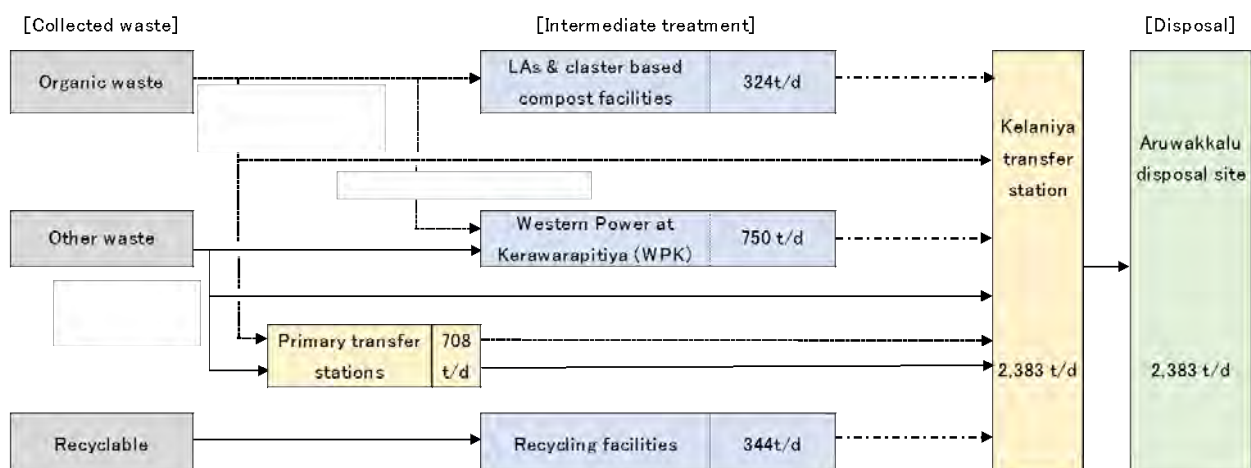 [Collected waste]
[Intermediate treatment]
[Disposal]
Organic waste
LAs & claster based
compost facilities
324t/d
Kelaniya
transfer
station
Aruwakkalu
disposal site
Other waste
Western Power at
Kerawarapitiya (WPK)
750 t/d
Primary transfer
stations
708
t/d
2,383 t/d
2,383 t/d
Recyclable
Recycling facilities
344t/d